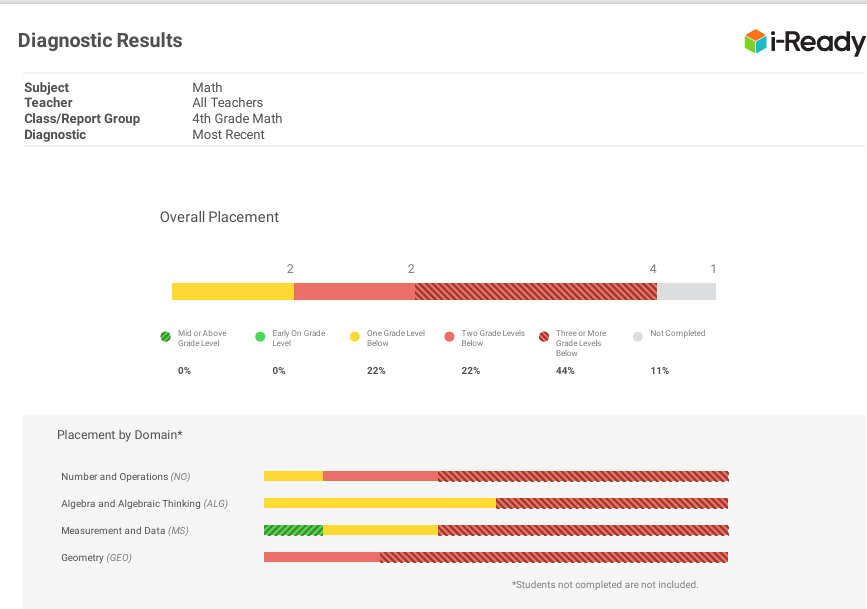 Diagnostic Results
i-Ready
Subject Math
Teacher All Teachers
Class/Report Group 4th Grade Math
Diagnostic Most Recent
Overall Placement
2 2 4 1
Mid or Above Grade Level
0%
Early On Grade Level
0%
One Grade Level Below
22%
Two Grade Levels Below
22%
Three or More Grade Levels Below
44%
Not Completed
11%
Placement by Domain*
Number and Operations (NO)
Algebra and Algebraic Thinking (ALG)
Measurement and Data (MS)
Geometry (GEO)
*Students not completed are not included.